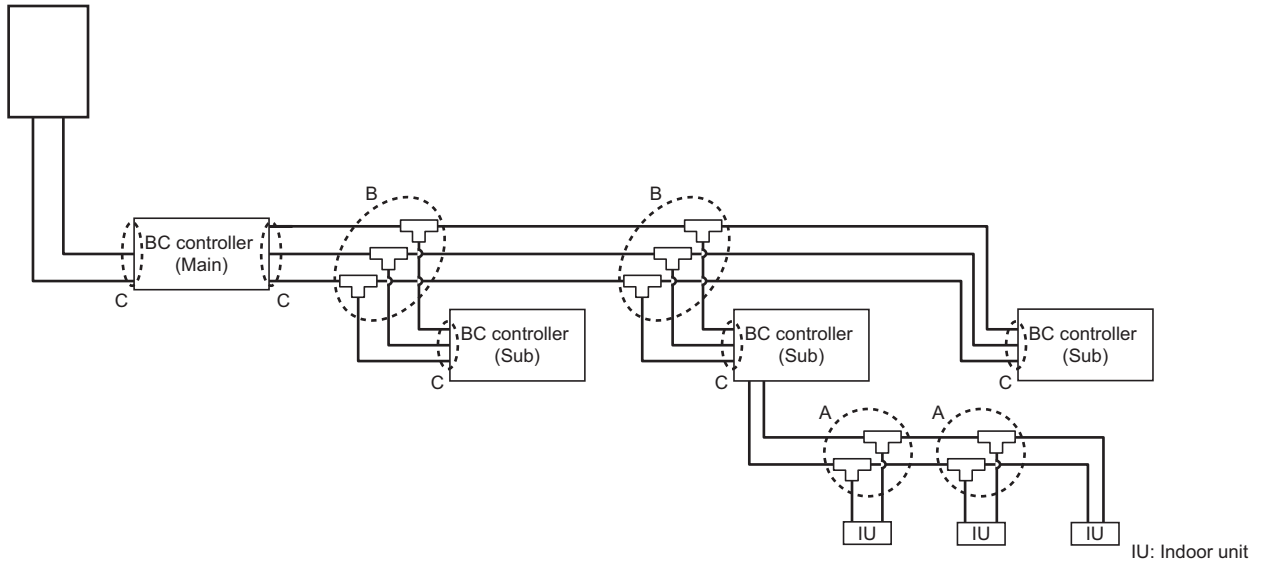 B
B
BC controller
(Main)
C
C
BC controller
(Sub)
C
BC controller
(Sub)
C
BC controller
(Sub)
C
A
A
IU
IU
IU
IU: Indoor unit